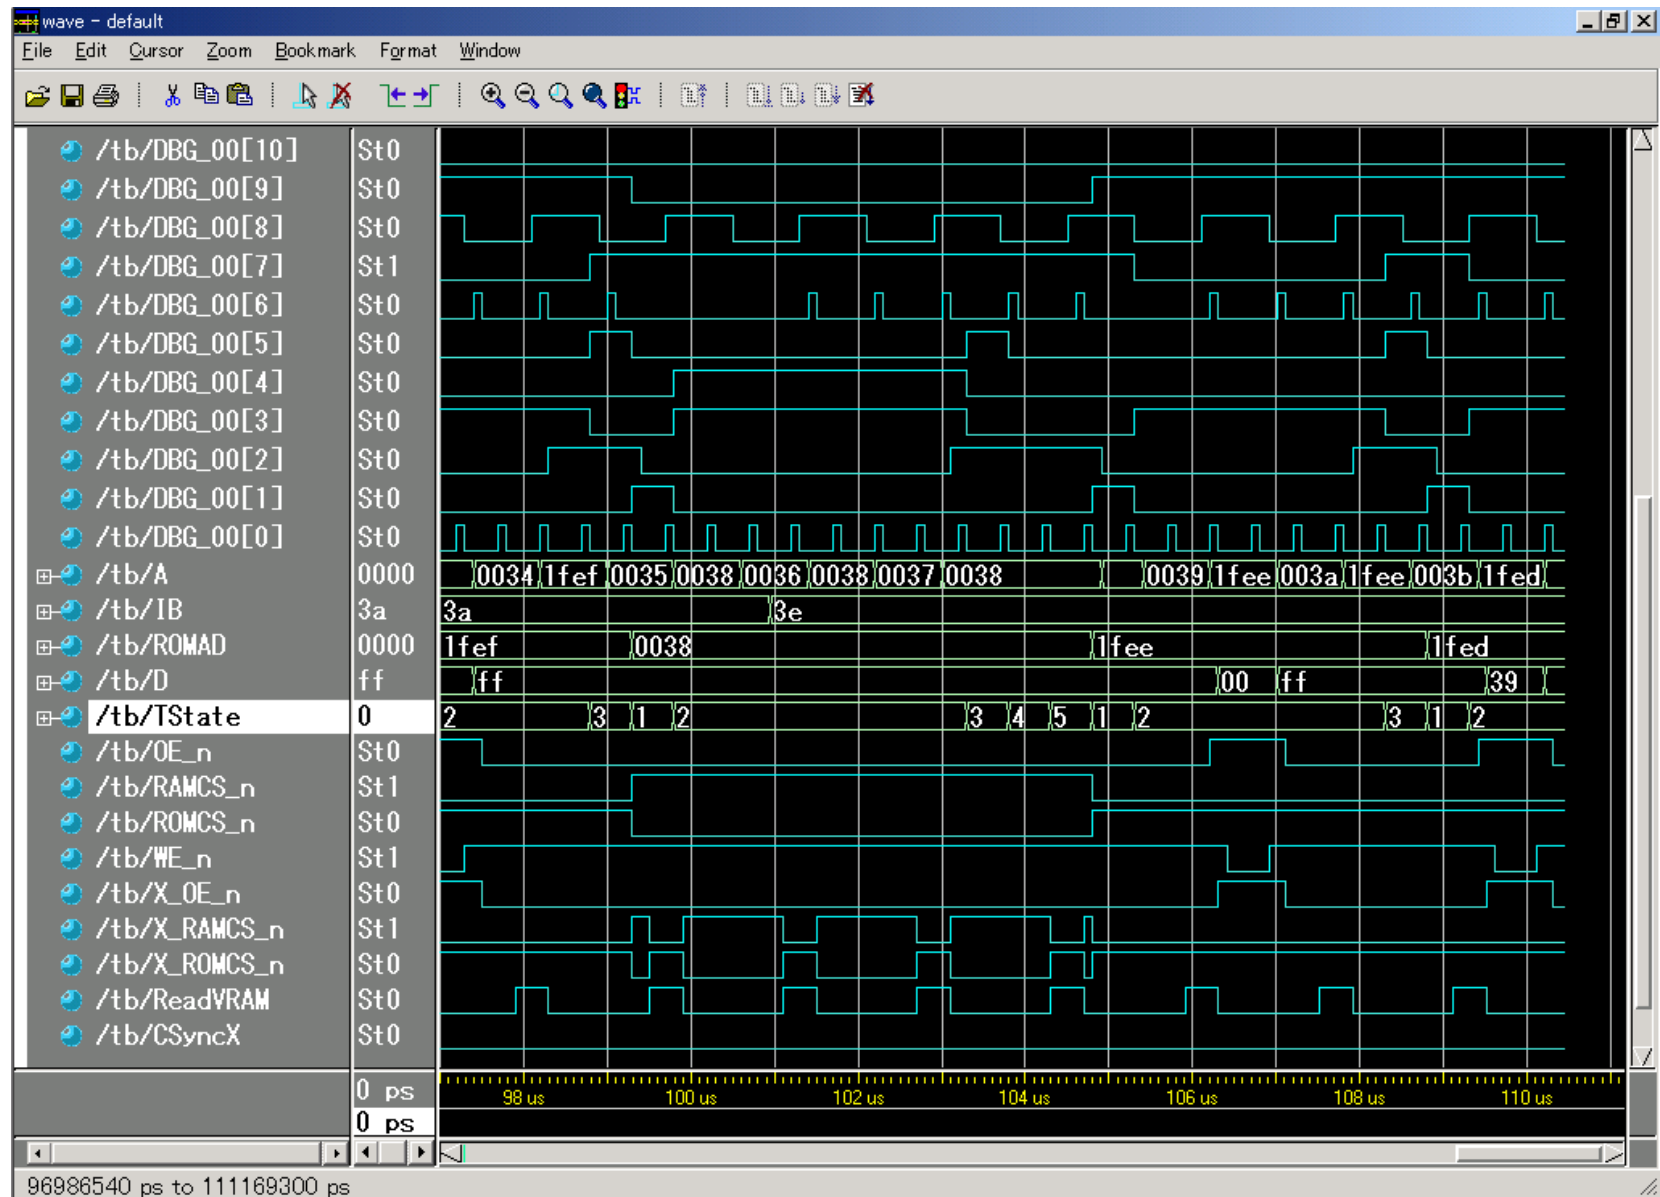 wave - default
File Edit Cursor Zoom Bookmark Format Window
/tb/DBG_00[10] St0
/tb/DBG_00[9] St0
/tb/DBG_00[8] St0
/tb/DBG_00[7] St1
/tb/DBG_00[6] St0
/tb/DBG_00[5] St0
/tb/DBG_00[4] St0
/tb/DBG_00[3] St0
/tb/DBG_00[2] St0
/tb/DBG_00[1] St0
/tb/DBG_00[0] St0
/tb/A 0000 0034 1fef 0035 0038 0036 0038 0037 0038 0039 1fee 003a 1fee 003b 1fed
/tb/IB 3a 3a 3e
/tb/ROMAD 0000 1fef 0038 1fee 1fed
/tb/D ff ff 00 ff 39
/tb/TState 0 2 3 1 2 3 4 5 1 2 3 1 2
/tb/OE_n St0
/tb/RAMCS_n St1
/tb/ROMCS_n St0
/tb/WE_n St1
/tb/X_OE_n St0
/tb/X_RAMCS_n St1
/tb/X_ROMCS_n St0
/tb/ReadVRAM St0
/tb/CSyncX St0
0 ps 98 us 100 us 102 us 104 us 106 us 108 us 110 us
0 ps
96986540 ps to 111169300 ps